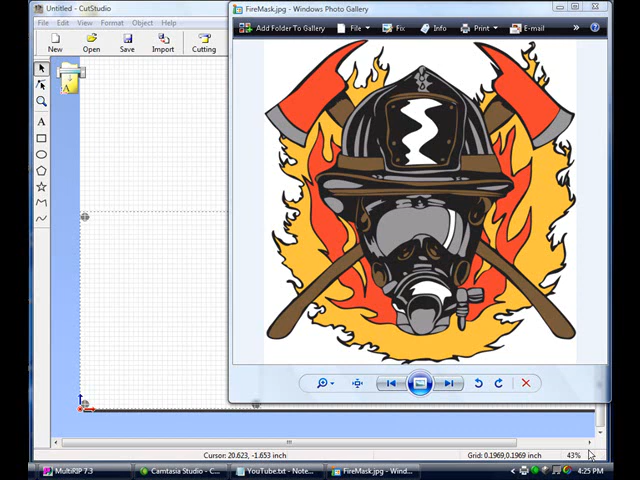 Untitled - CutStudio
File Edit View Format Object Help
New Open Save Import Cutting
A
A
FireMask.jpg - Windows Photo Gallery
Add Folder To Gallery File Fix Info Print E-mail
Cursor: 20.623, -1.653 inch Grid: 0.1969,0.1969 inch 43%
MultiRIP 7.3 Camtasia Studio - C... YouTube.txt - Note... FireMask.jpg - Wind... 4:25 PM